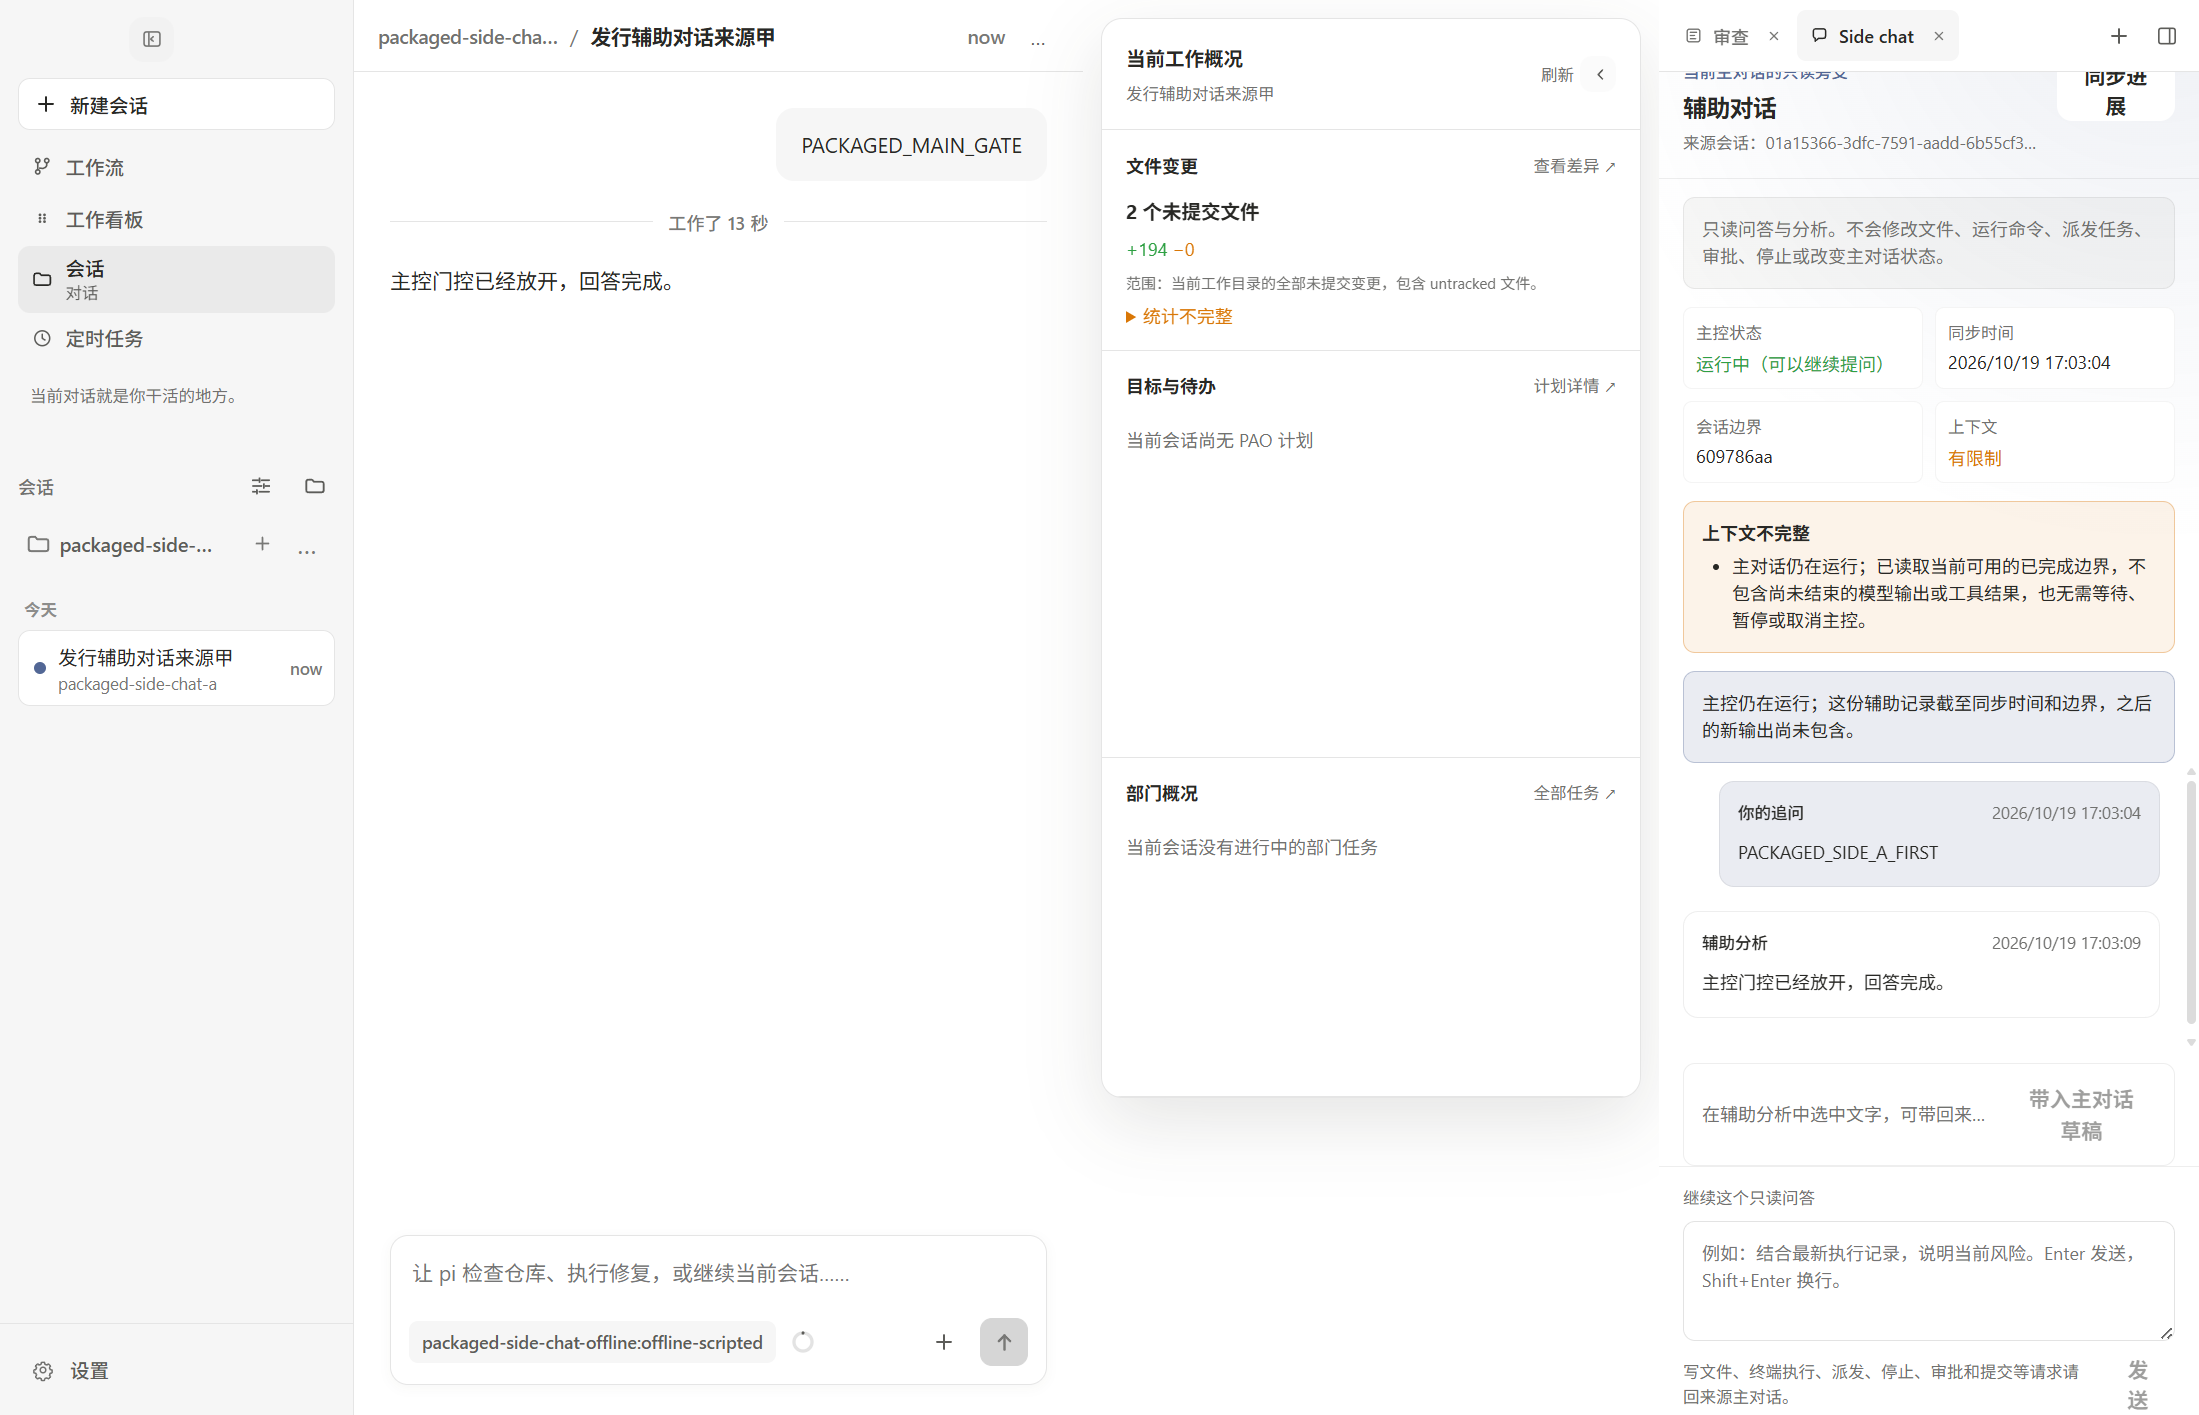 新建会话
工作流
工作看板
会话
对话
定时任务
当前对话就是你干活的地方。
会话
packaged-side-...
...
今天
发行辅助对话来源甲
now
packaged-side-chat-a
设置
packaged-side-cha... / 发行辅助对话来源甲
now
...
PACKAGED_MAIN_GATE
工作了 13 秒
主控门控已经放开，回答完成。
让 pi 检查仓库、执行修复，或继续当前会话......
packaged-side-chat-offline:offline-scripted
当前工作概况
发行辅助对话来源甲
刷新
文件变更
查看差异 ↗
2 个未提交文件
+194 −0
范围：当前工作目录的全部未提交变更，包含 untracked 文件。
▶ 统计不完整
目标与待办
计划详情 ↗
当前会话尚无 PAO 计划
部门概况
全部任务 ↗
当前会话没有进行中的部门任务
审查 ×
Side chat ×
当前主对话的只读旁支
辅助对话
来源会话：01a15366-3dfc-7591-aadd-6b55cf3...
同步进
展
只读问答与分析。不会修改文件、运行命令、派发任务、
审批、停止或改变主对话状态。
主控状态
运行中（可以继续提问）
同步时间
2026/10/19 17:03:04
会话边界
609786aa
上下文
有限制
上下文不完整
• 主对话仍在运行；已读取当前可用的已完成边界，不
包含尚未结束的模型输出或工具结果，也无需等待、
暂停或取消主控。
主控仍在运行；这份辅助记录截至同步时间和边界，之后
的新输出尚未包含。
你的追问
2026/10/19 17:03:04
PACKAGED_SIDE_A_FIRST
辅助分析
2026/10/19 17:03:09
主控门控已经放开，回答完成。
在辅助分析中选中文字，可带回来...
带入主对话
草稿
继续这个只读问答
例如：结合最新执行记录，说明当前风险。Enter 发送，
Shift+Enter 换行。
写文件、终端执行、派发、停止、审批和提交等请求请
回来源主对话。
发
送